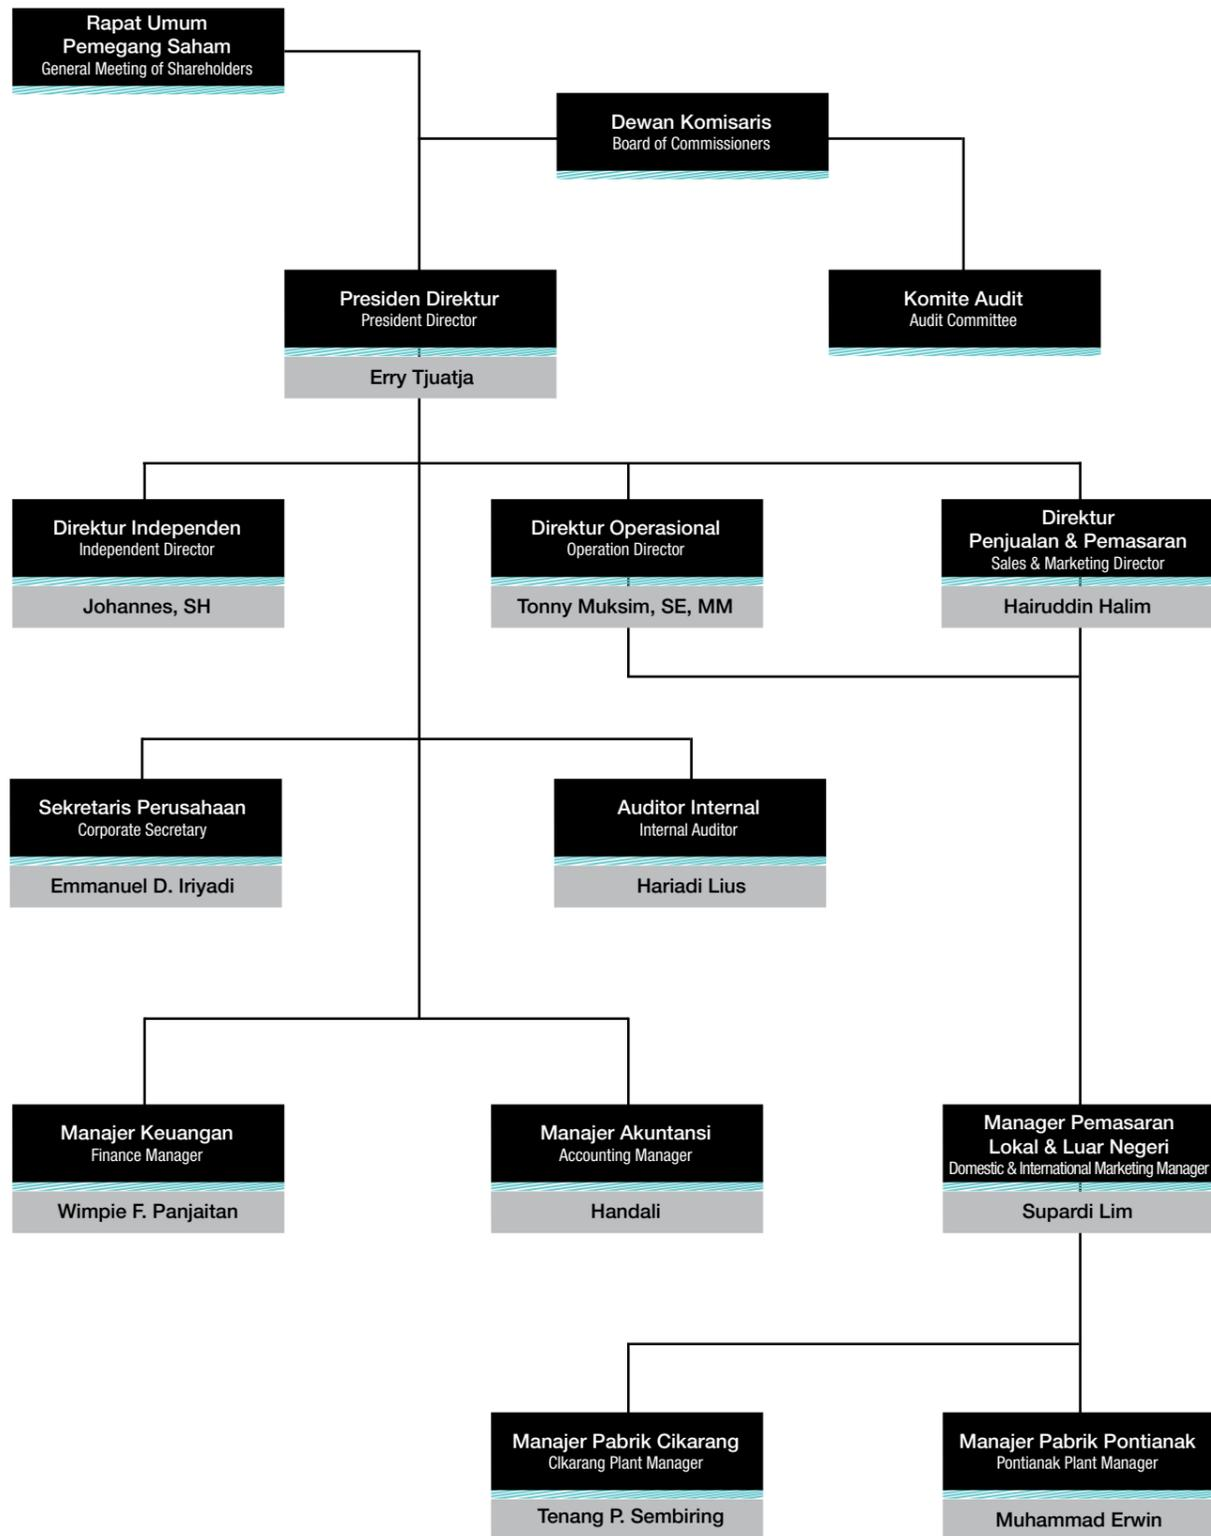 Rapat Umum
Pemegang Saham
General Meeting of Shareholders
Dewan Komisaris
Board of Commissioners
Presiden Direktur
President Director
Erry Tjuatja
Komite Audit
Audit Committee
Direktur Independen
Independent Director
Johannes, SH
Direktur Operasional
Operation Director
Tonny Muksim, SE, MM
Direktur
Penjualan & Pemasaran
Sales & Marketing Director
Hairuddin Halim
Sekretaris Perusahaan
Corporate Secretary
Emmanuel D. Iriyadi
Auditor Internal
Internal Auditor
Hariadi Lius
Manajer Keuangan
Finance Manager
Wimpie F. Panjaitan
Manajer Akuntansi
Accounting Manager
Handali
Manager Pemasaran
Lokal & Luar Negeri
Domestic & International Marketing Manager
Supardi Lim
Manajer Pabrik Cikarang
CIkarang Plant Manager
Tenang P. Sembiring
Manajer Pabrik Pontianak
Pontianak Plant Manager
Muhammad Erwin